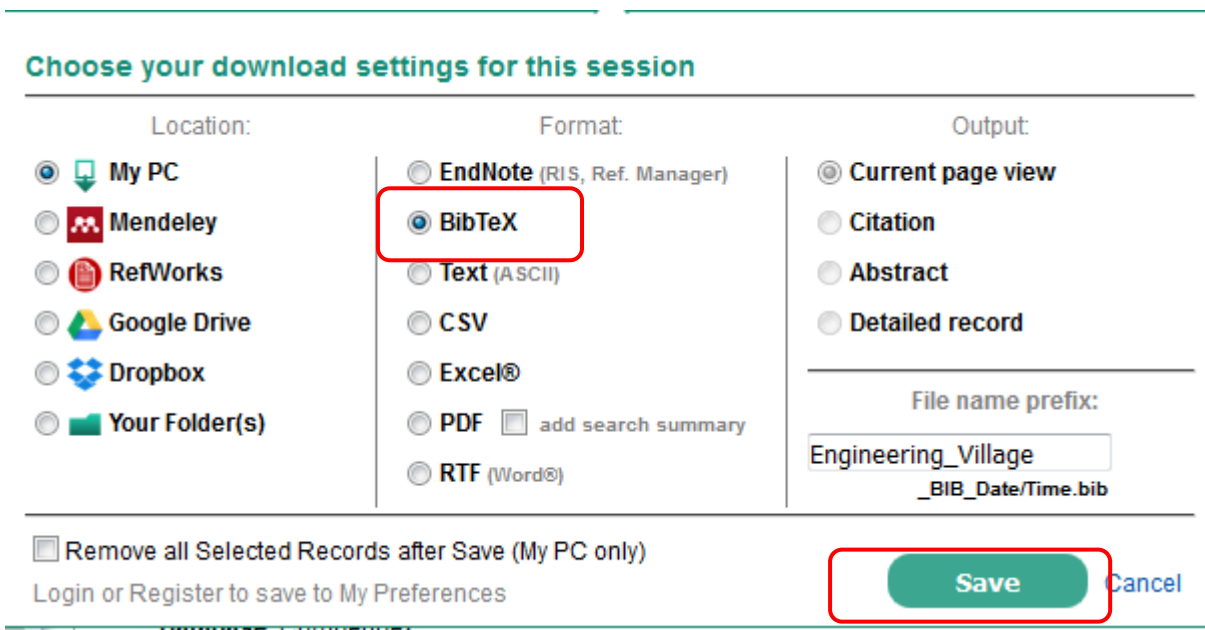 Choose your download settings for this session
Location:
Format:
Output:
My PC
EndNote (RIS, Ref. Manager)
Current page view
Mendeley
BibTeX
Citation
RefWorks
Text (ASCII)
Abstract
Google Drive
CSV
Detailed record
Dropbox
Excel®
Your Folder(s)
PDF add search summary
File name prefix:
RTF (Word®)
Engineering_Village
_BIB_Date/Time.bib
Remove all Selected Records after Save (My PC only)
Login or Register to save to My Preferences
Save
Cancel